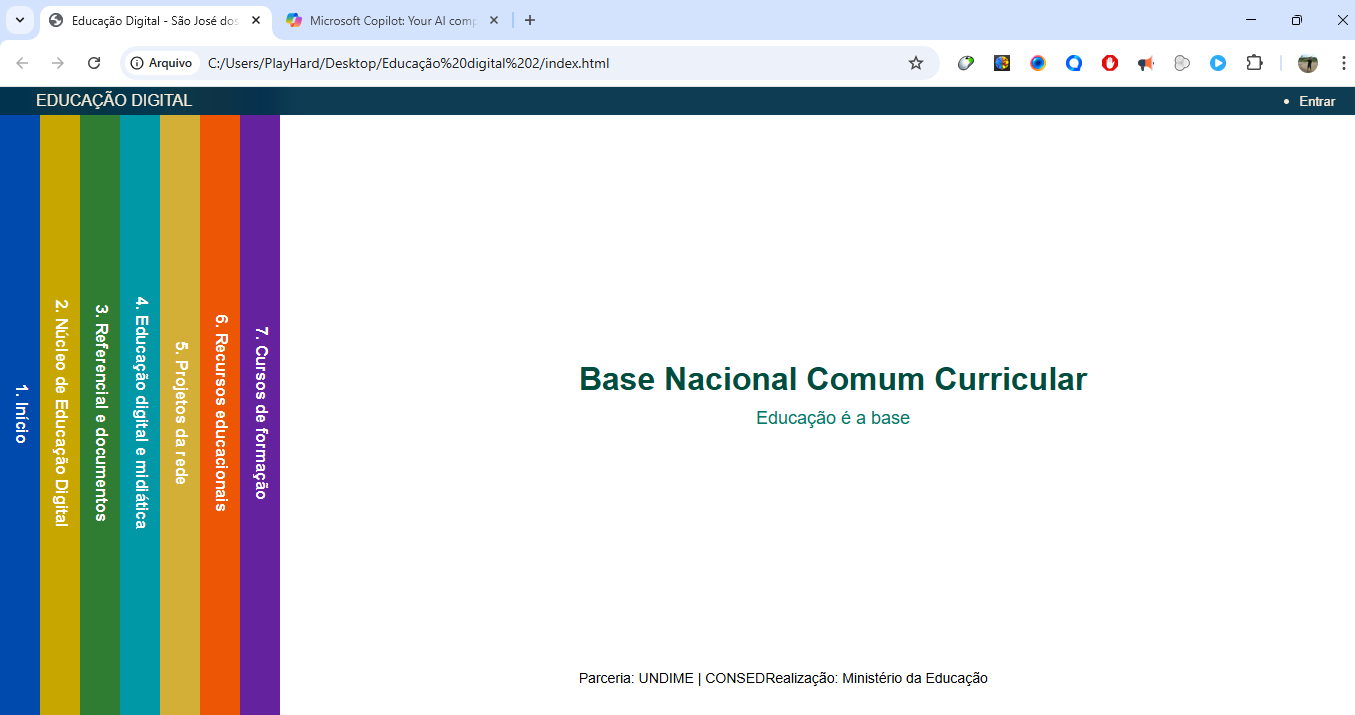 Educação Digital - São José dos
Microsoft Copilot: Your AI comp
Arquivo
C:/Users/PlayHard/Desktop/Educação%20digital%202/index.html
EDUCAÇÃO DIGITAL
Entrar
1. Início
2. Núcleo de Educação Digital
3. Referencial e documentos
4. Educação digital e midiática
5. Projetos da rede
6. Recursos educacionais
7. Cursos de formação
Base Nacional Comum Curricular
Educação é a base
Parceria: UNDIME | CONSEDRealização: Ministério da Educação